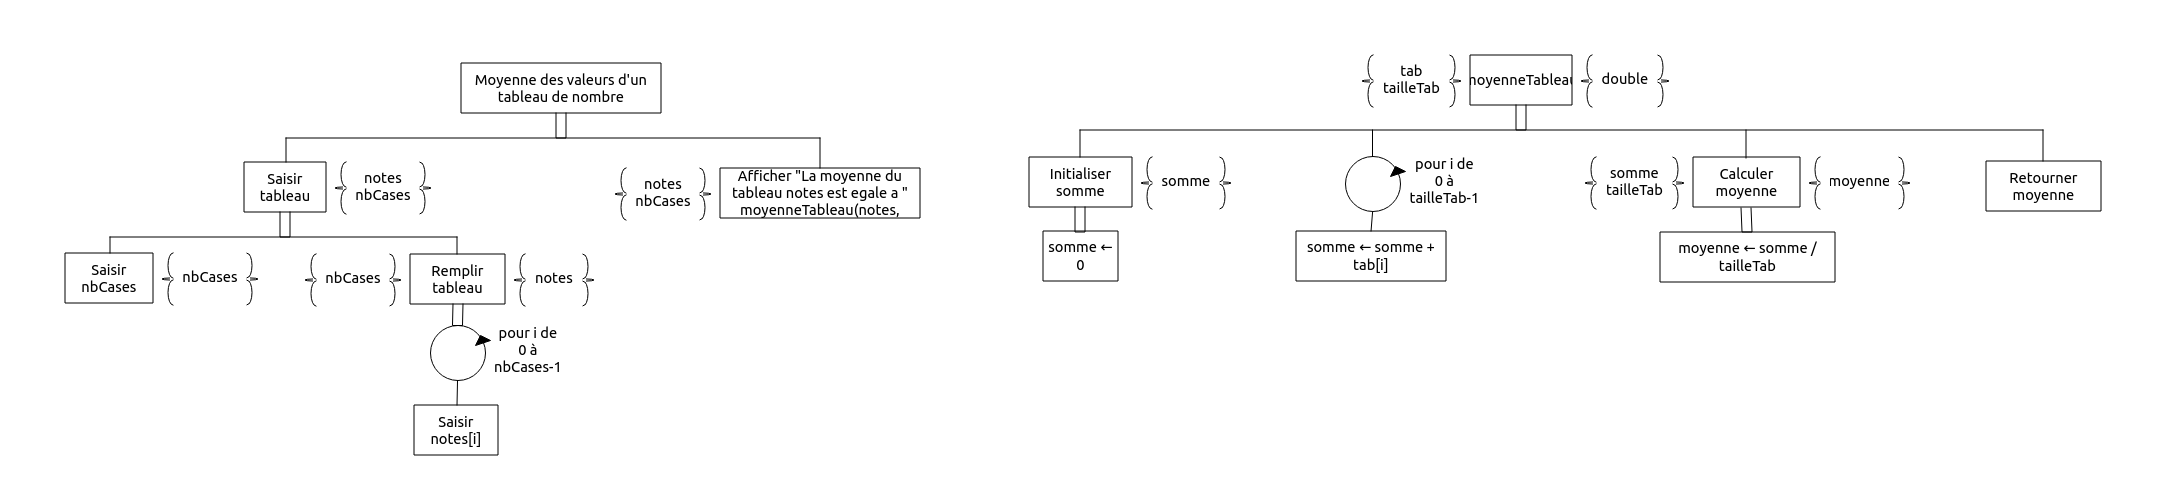 Moyenne des valeurs d'un
tableau de nombre
Saisir
tableau
notes
nbCases
notes
nbCases
Afficher "La moyenne du
tableau notes est egale a "
moyenneTableau(notes,
Saisir
nbCases
nbCases
nbCases
Remplir
tableau
notes
pour i de
0 à
nbCases-1
Saisir
notes[i]
tab
tailleTab
moyenneTableau
double
Initialiser
somme
somme
somme ←
0
pour i de
0 à
tailleTab-1
somme ← somme +
tab[i]
somme
tailleTab
Calculer
moyenne
moyenne
moyenne ← somme /
tailleTab
Retourner
moyenne